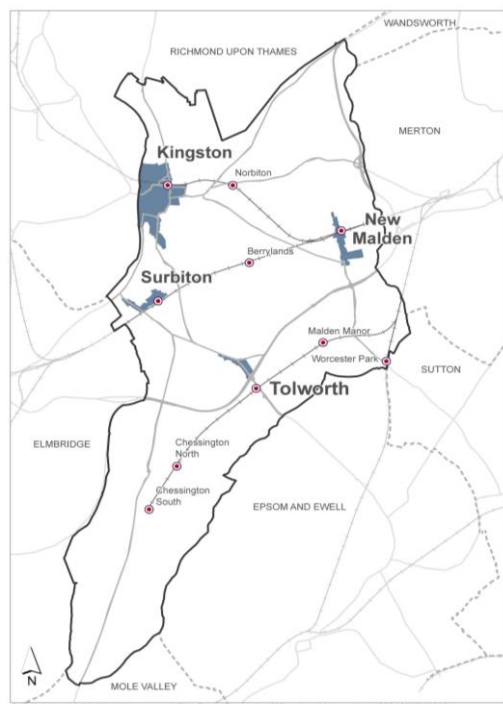 WANDSWORTH
RICHMOND UPON THAMES
MERTON
Kingston
Norbiton
New
Malden
Berrylands
Surbiton
Malden Manor
Worcester Park
SUTTON
Tolworth
ELMBRIDGE
Chessington
North
Chessington
South
EPSOM AND EWELL
N
MOLE VALLEY